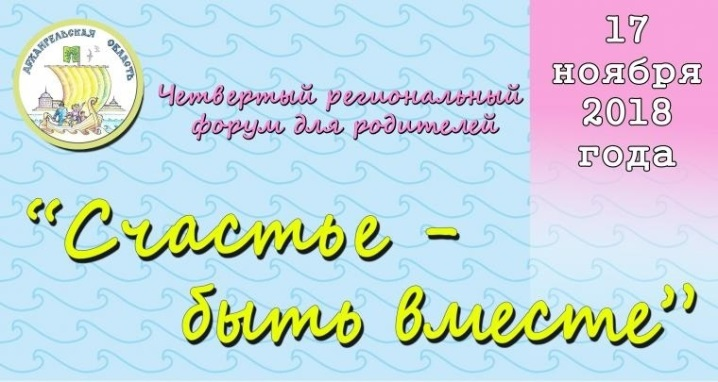 АРХАНГЕЛЬСКАЯ ОБЛАСТЬ
Четвертый региональный
форум для родителей
17
ноября
2018
года
“Счастье -
быть вместе”